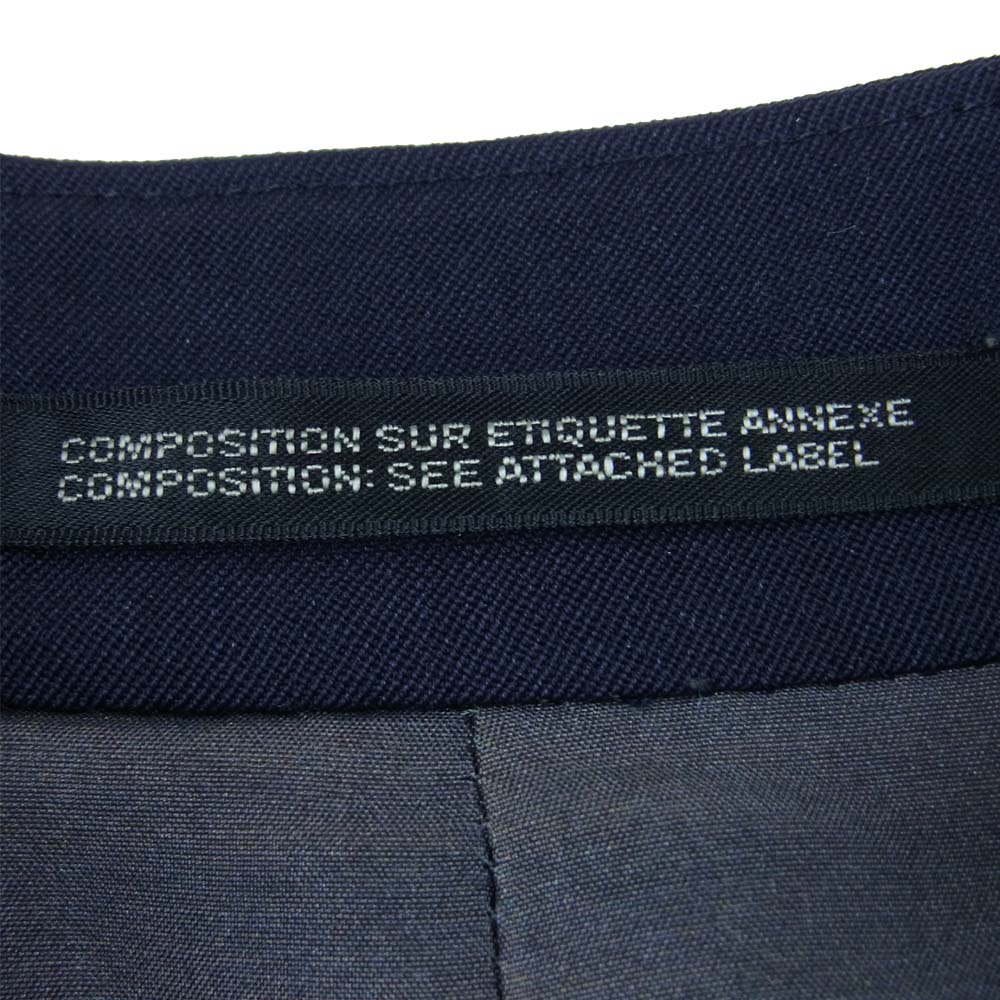 COMPOSITION SUR ETIQUETTE ANNEXE
COMPOSITION: SEE ATTACHED LABEL